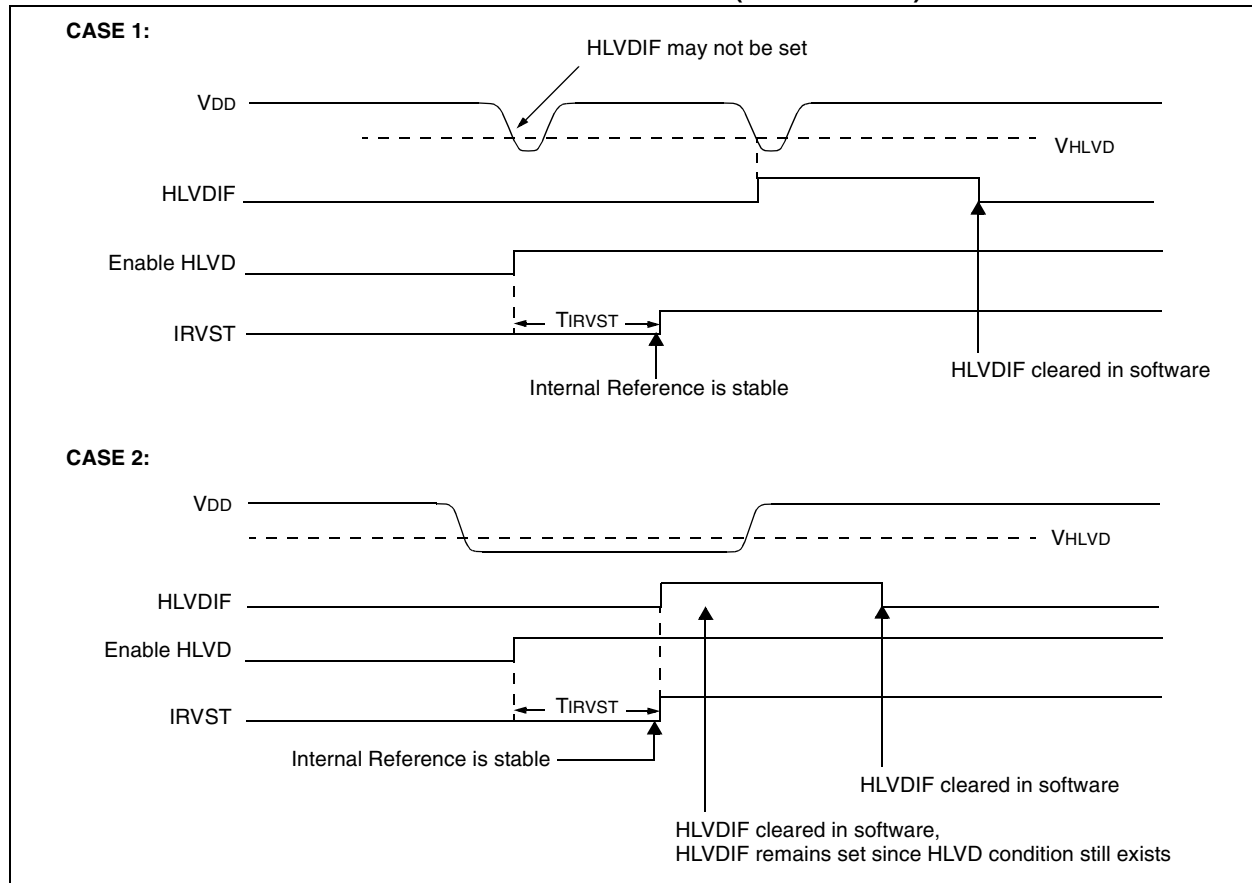 CASE 1:
HLVDIF may not be set
VDD
VHLVD
HLVDIF
Enable HLVD
TIRVST
IRVST
HLVDIF cleared in software
Internal Reference is stable
CASE 2:
VDD
VHLVD
HLVDIF
Enable HLVD
TIRVST
IRVST
Internal Reference is stable
HLVDIF cleared in software
HLVDIF cleared in software,
HLVDIF remains set since HLVD condition still exists